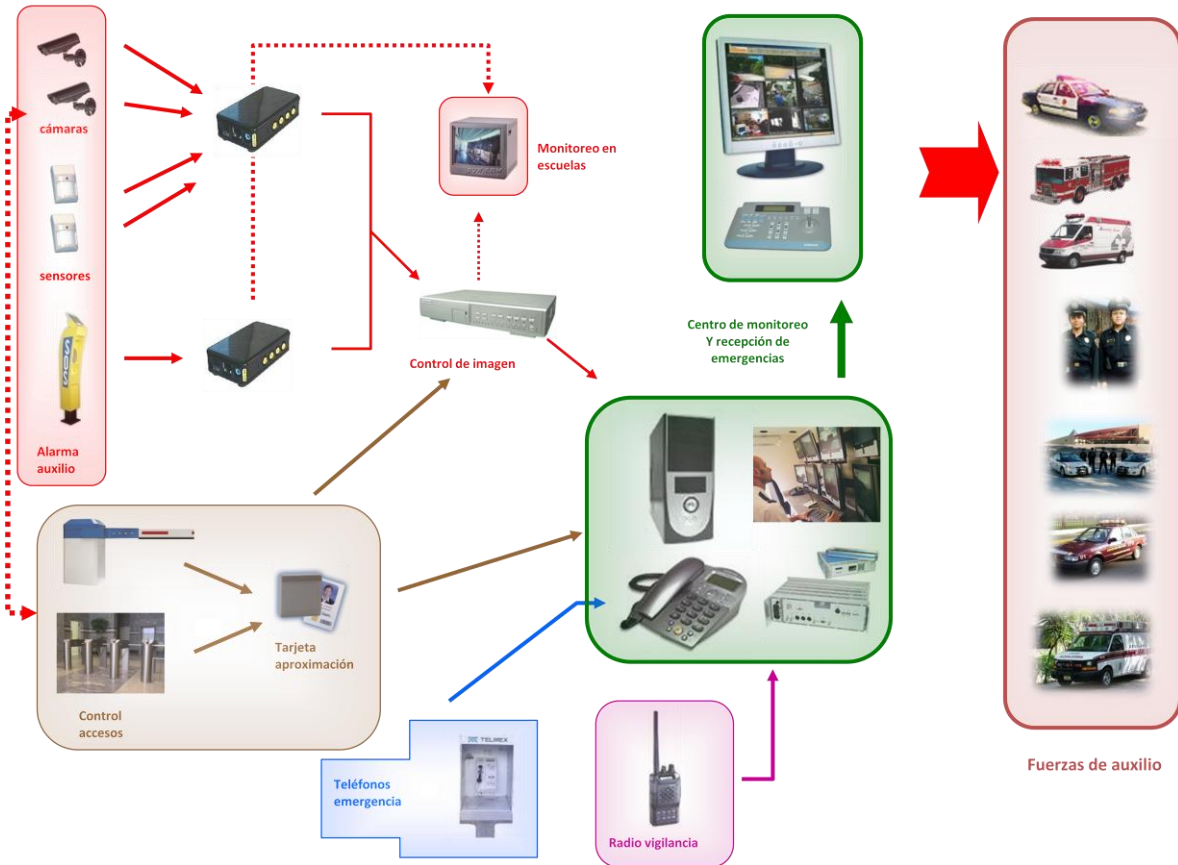 cámaras
sensores
Alarma
auxilio
Monitoreo en
escuelas
Control de imagen
Centro de monitoreo
Y recepción de
emergencias
Tarjeta
aproximación
Control
accesos
TELMEX
Teléfonos
emergencia
Radio vigilancia
Fuerzas de auxilio